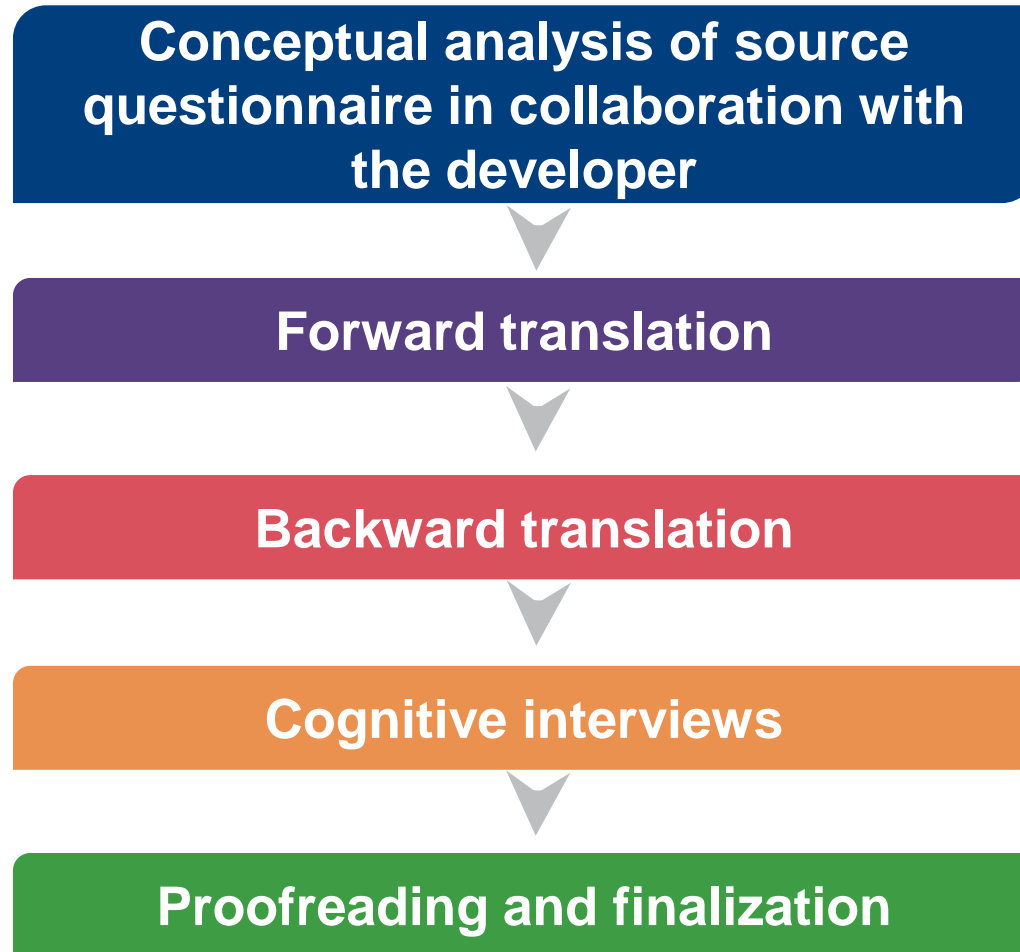 Conceptual analysis of source
questionnaire in collaboration with
the developer
Forward translation
Backward translation
Cognitive interviews
Proofreading and finalization